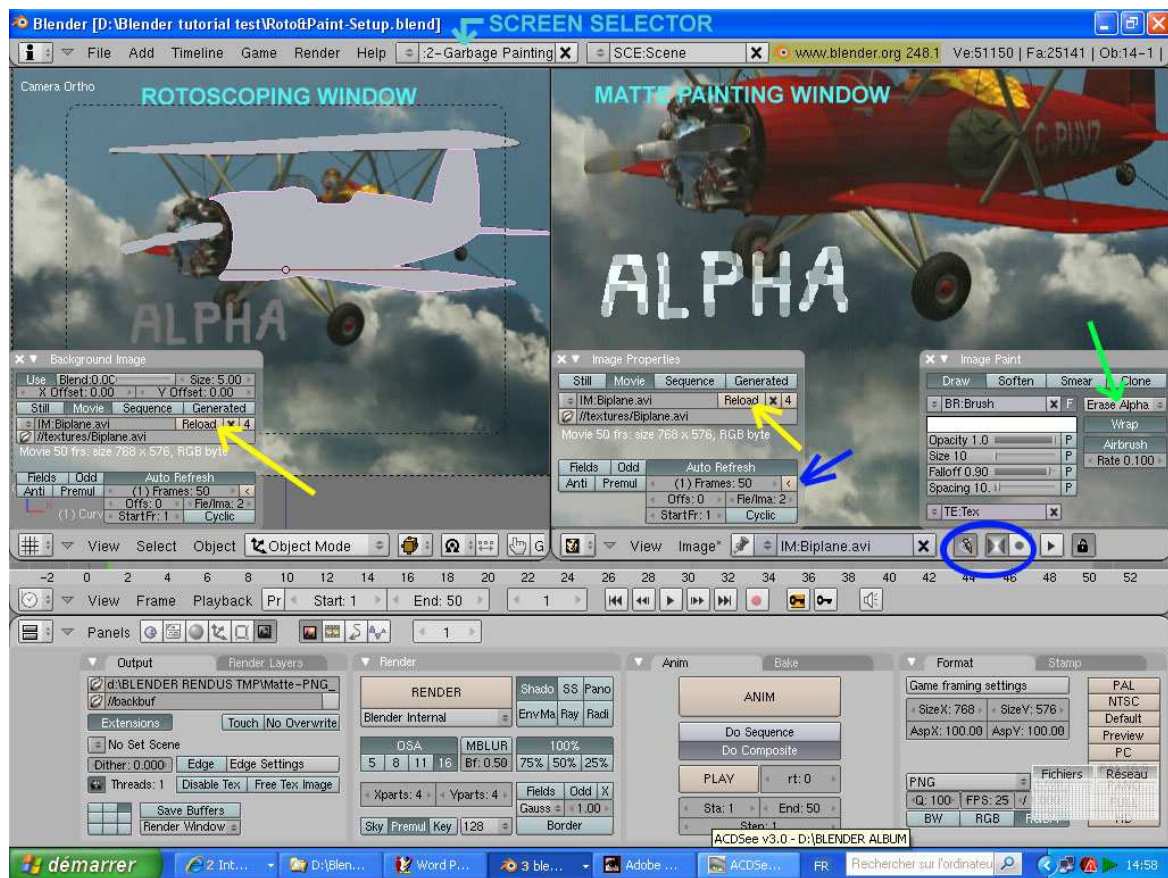 Blender [D:\Blender tutorial test\Roto&Paint-Setup.blend]
SCREEN SELECTOR
File Add Timeline Game Render Help :2-Garbage Painting X SCE:Scene X www.blender.org 248.1 Ve:51150 | Fa:25141 | Ob:14-1 |
Camera Ortho
ROTOSCOPING WINDOW
ALPHA
Background Image
Use Blend:0.00 Size: 5.00
X Offset: 0.00 Y Offset: 0.00
Still Movie Sequence Generated
IM:Biplane.avi Reload X 4
//textures/Biplane.avi
Movie 50 frs: size 768 x 576, RGB byte
Fields Odd Auto Refresh
Anti Premul (1) Frames: 50 <
Offs: 0 Fie/Ima: 2
(1) Curv StartFr: 1 Cyclic
MATTE PAINTING WINDOW
C-PUVZ
ALPHA
Image Properties
Still Movie Sequence Generated
IM:Biplane.avi Reload X 4
//textures/Biplane.avi
Movie 50 frs: size 768 x 576, RGB byte
Fields Odd Auto Refresh
Anti Premul (1) Frames: 50 <
Offs: 0 Fie/Ima: 2
StartFr: 1 Cyclic
Image Paint
Draw Soften Smear Clone
BR:Brush X F Erase Alpha
Wrap
Opacity 1.0 P Airbrush
Size 10 P Rate 0.100
Falloff 0.90 P
Spacing 10. P
TE:Tex X
View Select Object Object Mode G
View Image* IM:Biplane.avi X
-2 0 2 4 6 8 10 12 14 16 18 20 22 24 26 28 30 32 34 36 38 40 42 44 46 48 50 52
View Frame Playback Pr Start: 1 End: 50 1
Panels 1
Output Render Layers
d:\BLENDER RENDUS TMP\Matte-PNG_
//backbuf
Extensions Touch No Overwrite
No Set Scene
Dither: 0.000 Edge Edge Settings
Threads: 1 Disable Tex Free Tex Image
Save Buffers
Render Window
Render
RENDER Shado SS Pano
Blender Internal EnvMa Ray Radi
OSA MBLUR 100%
5 8 11 16 Bf: 0.50 75% 50% 25%
Xparts: 4 Yparts: 4 Fields Odd X
Gauss 1.00
Sky Premul Key 128 Border
Anim Bake
ANIM
Do Sequence
Do Composite
PLAY rt: 0
Sta: 1 End: 50
Step: 1
Format Stamp
Game framing settings PAL
SizeX: 768 SizeY: 576 NTSC
AspX: 100.00 AspY: 100.00 Default
Preview
PC
PNG
Q: 100 FPS: 25
BW RGB RGBA
Fichiers Réseau
ACDSee v3.0 - D:\BLENDER ALBUM
démarrer 2 Int... D:\Blen... Word P... 3 ble... Adobe ... ACDSe... FR Rechercher sur l'ordinateu 14:58